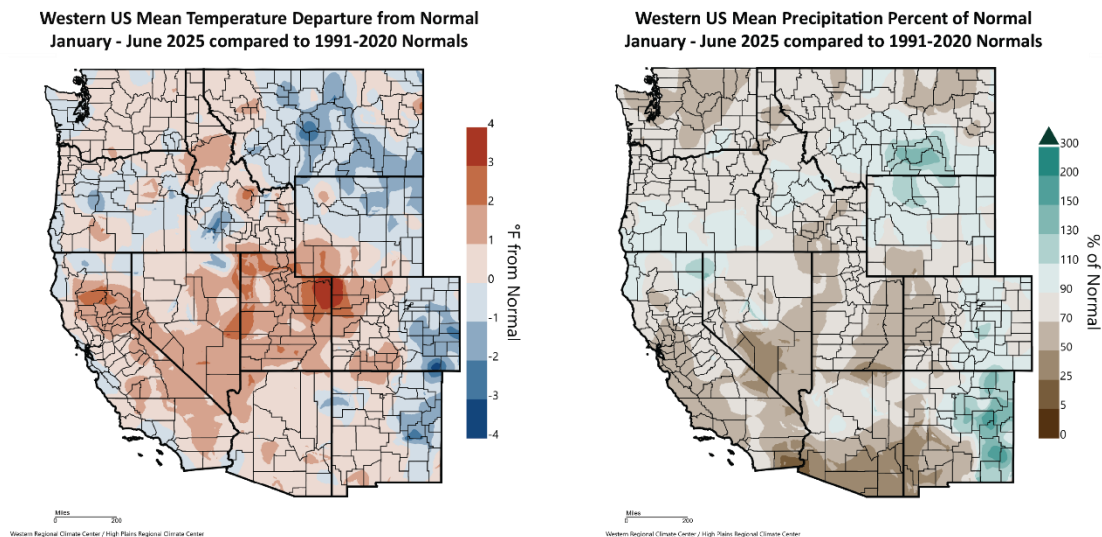 Western US Mean Temperature Departure from Normal
January - June 2025 compared to 1991-2020 Normals
4
3
2
1
0
-1
-2
-3
-4
°F from Normal
Miles
0 200
Western Regional Climate Center / High Plains Regional Climate Center
Western US Mean Precipitation Percent of Normal
January - June 2025 compared to 1991-2020 Normals
300
200
150
130
110
90
70
50
25
5
0
% of Normal
Miles
0 200
Western Regional Climate Center / High Plains Regional Climate Center